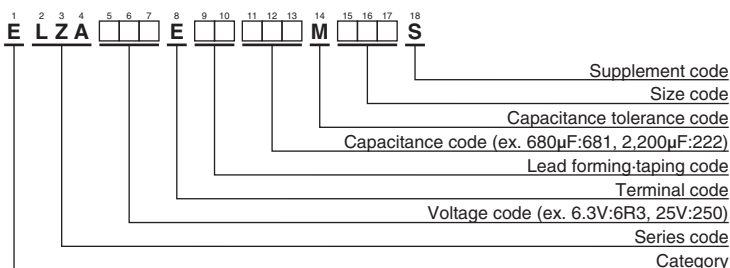 1 2 3 4 5 6 7 8 9 10 11 12 13 14 15 16 17 18
E L Z A E M S
Supplement code
Size code
Capacitance tolerance code
Capacitance code (ex. 680µF:681, 2,200µF:222)
Lead forming·taping code
Terminal code
Voltage code (ex. 6.3V:6R3, 25V:250)
Series code
Category